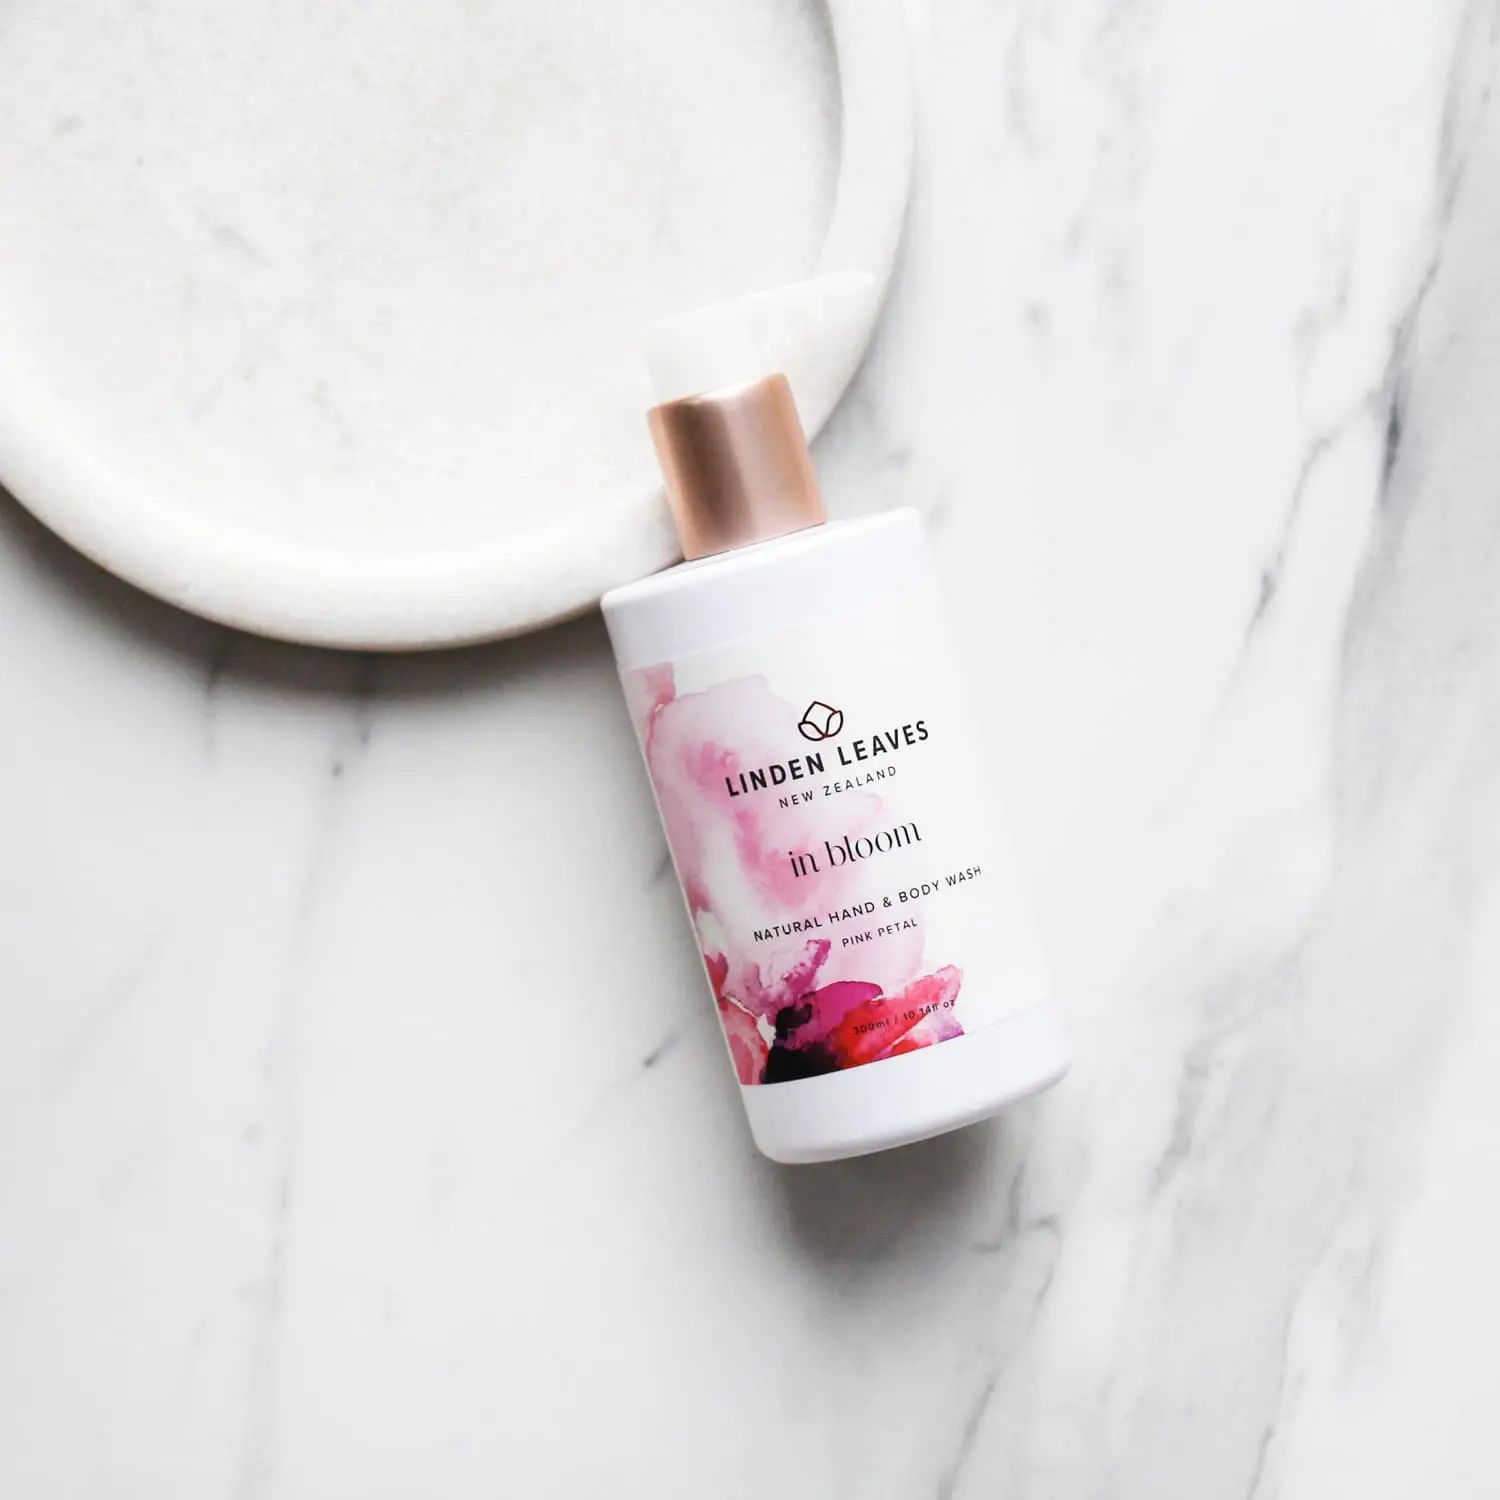 LINDEN LEAVES
NEW ZEALAND
in bloom
NATURAL HAND & BODY WASH
PINK PETAL
300ml / 10.14fl oz